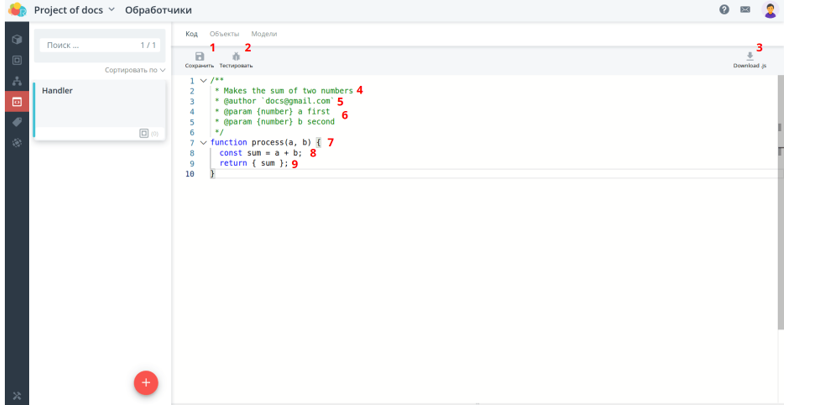 Project of docs Обработчики
Поиск ... 1 / 1
Сортировать по
Handler
(0)
Код Объекты Модели
1 2 3
Сохранить Тестировать Download .js
1 /**
2 * Makes the sum of two numbers 4
3 * @author `docs@gmail.com` 5
4 * @param {number} a first 6
5 * @param {number} b second
6 */
7 function process(a, b) { 7
8 const sum = a + b; 8
9 return { sum }; 9
10 }